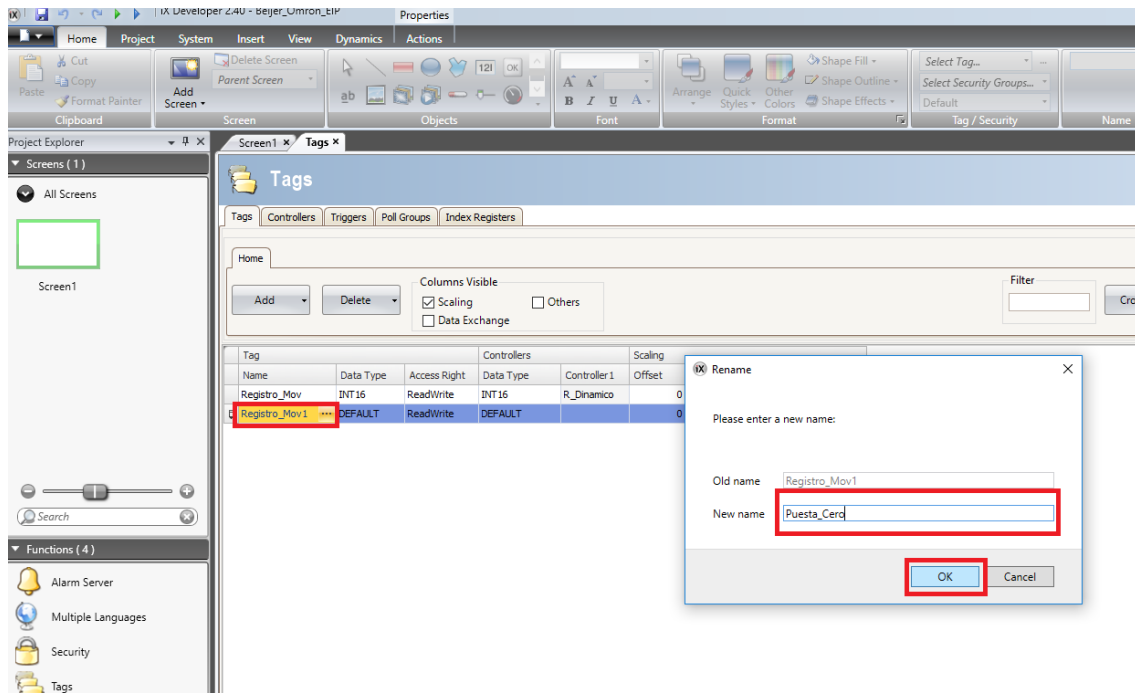 iX Developer 2.40 - Beijer_Omron_EIP
Properties
Home Project System Insert View Dynamics Actions
Cut
Copy
Paste
Format Painter
Clipboard
Add
Screen
Delete Screen
Parent Screen
Screen
ab
123
OK
Objects
A A
B I U A
Font
Arrange
Quick
Styles
Other
Colors
Shape Fill
Shape Outline
Shape Effects
Format
Select Tag...
Select Security Groups...
Default
Tag / Security
Name
Project Explorer
Screen1
Tags
Screens ( 1 )
All Screens
Screen1
Search
Functions ( 4 )
Alarm Server
Multiple Languages
Security
Tags
Tags
Tags Controllers Triggers Poll Groups Index Registers
Home
Add
Delete
Columns Visible
Scaling
Others
Data Exchange
Filter
Cro
Tag Controllers Scaling
Name Data Type Access Right Data Type Controller1 Offset
Registro_Mov INT16 ReadWrite INT16 R_Dinamico 0
Registro_Mov1 ... DEFAULT ReadWrite DEFAULT 0
iX Rename
Please enter a new name:
Old name Registro_Mov1
New name Puesta_Cero
OK Cancel